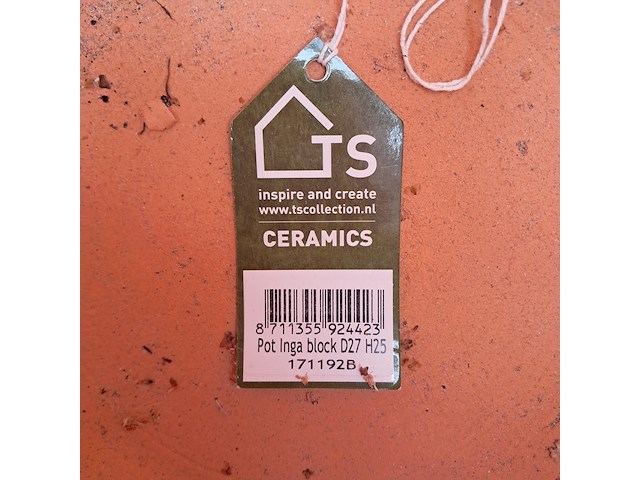 TS
inspire and create
www.tscollection.nl
CERAMICS
8 711355 924423
Pot Inga block D27 H25
171192B